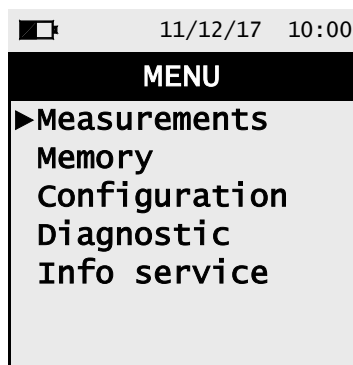 11/12/17 10:00
MENU
►Measurements
Memory
Configuration
Diagnostic
Info service